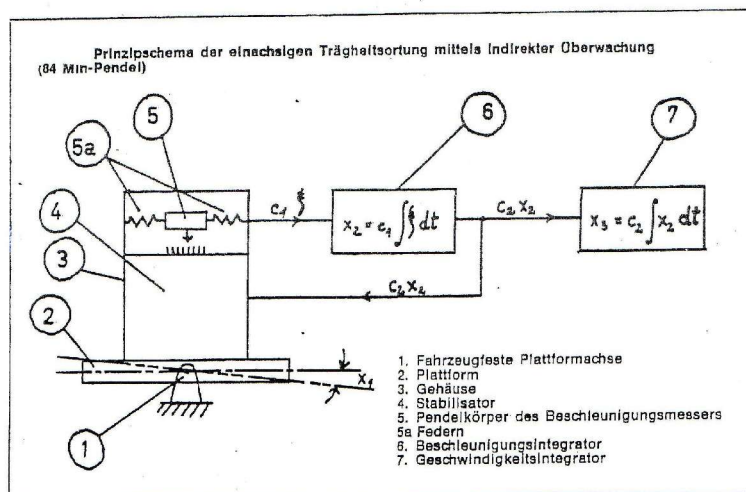 Prinzipschema der einachsigen Trägheitsortung mittels indirekter Überwachung
(84 Min-Pendel)
5
6
7
5a
4
3
2
1
c₁ ξ
x₂ = c₁ ∫ ξ dt
c₂ x₂
x₃ = c₂ ∫ x₂ dt
c₂ x₂
x₁
1. Fahrzeugfeste Plattformachse
2. Plattform
3. Gehäuse
4. Stabilisator
5. Pendelkörper des Beschleunigungsmessers
5a Federn
6. Beschleunigungsintegrator
7. Geschwindigkeitsintegrator